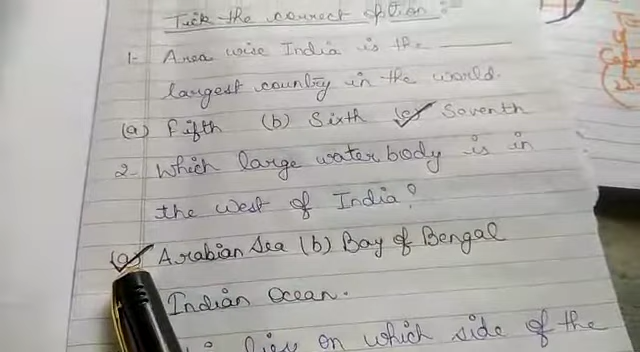 Tick the correct option :
1- Area wise India is the ———
largest country in the world.
(a) Fifth (b) Sixth (c) Seventh
2- Which large water body is in
the west of India?
(a) Arabian Sea (b) Bay of Bengal
Indian Ocean.
lies on which side of the